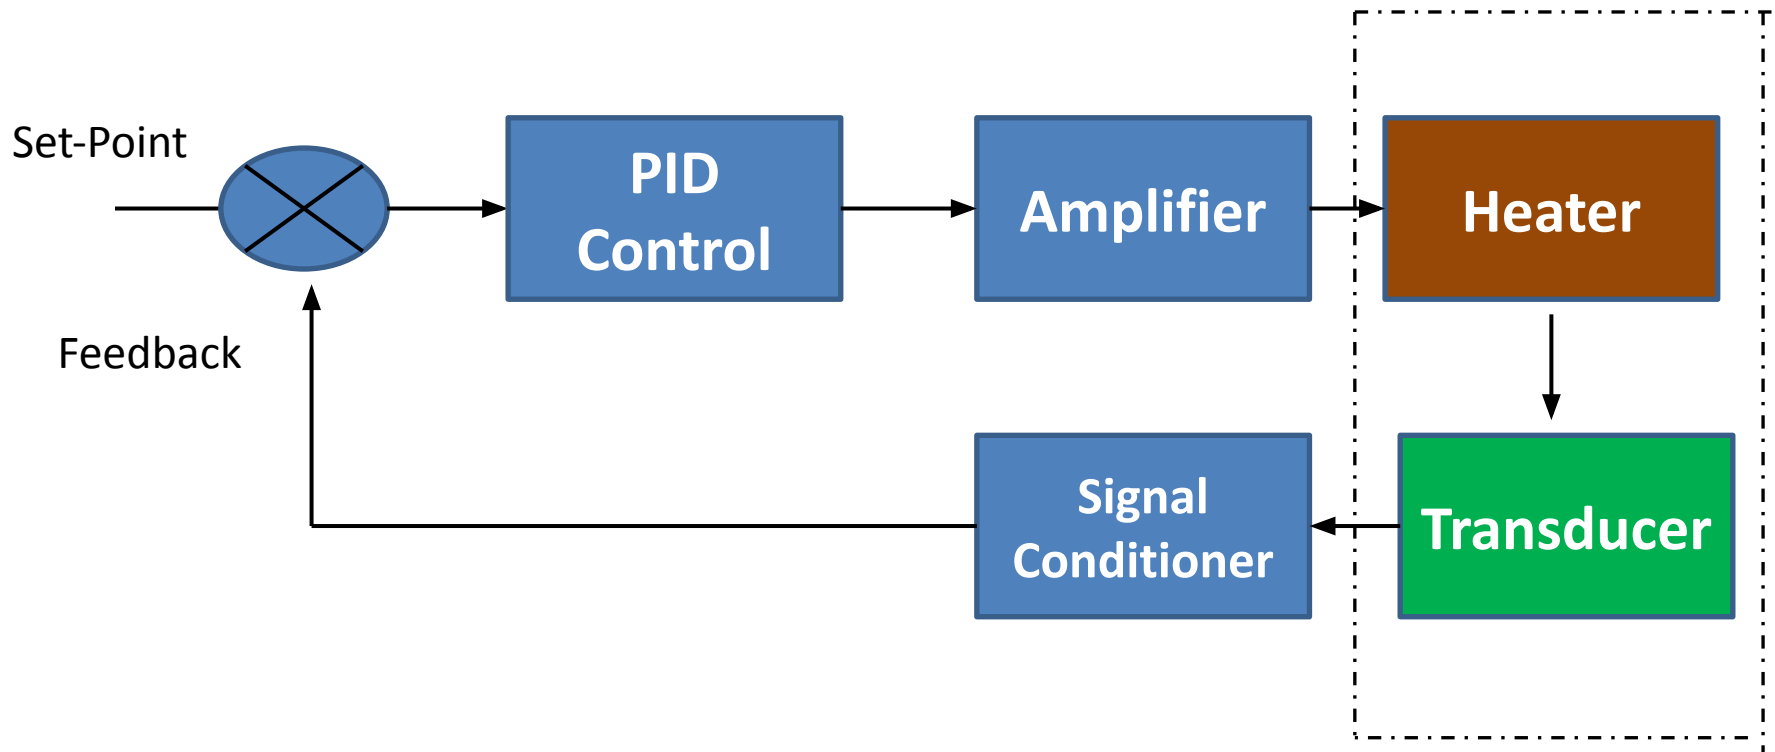 Set-Point
PID
Control
Amplifier
Heater
Feedback
Signal
Conditioner
Transducer